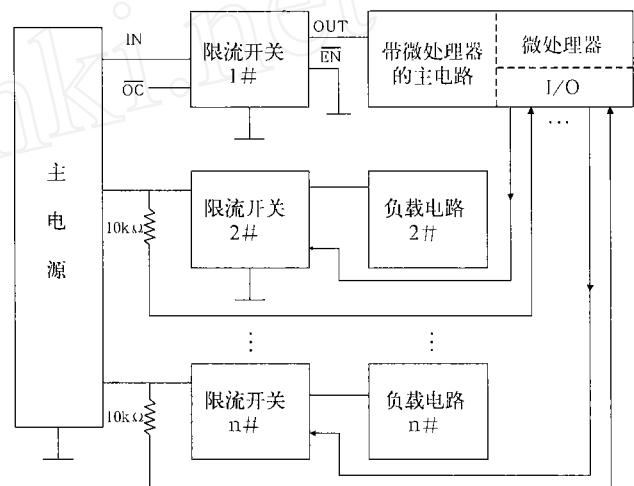 IN
OC
限流开关
1#
OUT
EN
带微处理器
的主电路
微处理器
I/O
...
主
电
源
10kΩ
限流开关
2#
负载电路
2#
⋮
⋮
10kΩ
限流开关
n#
负载电路
n#
nki.net